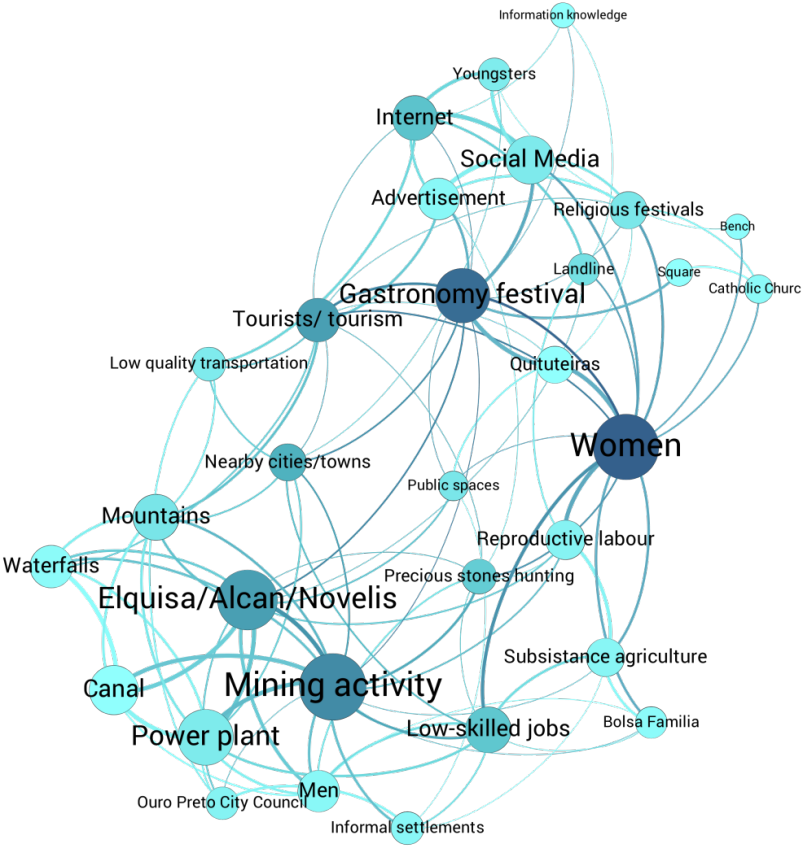 Information knowledge
Youngsters
Internet
Social Media
Advertisement
Religious festivals
Bench
Landline
Square
Catholic Churc
Gastronomy festival
Tourists/ tourism
Low quality transportation
Quituteiras
Women
Nearby cities/towns
Public spaces
Mountains
Reproductive labour
Waterfalls
Precious stones hunting
Elquisa/Alcan/Novelis
Subsistance agriculture
Canal
Mining activity
Bolsa Familia
Low-skilled jobs
Power plant
Men
Ouro Preto City Council
Informal settlements